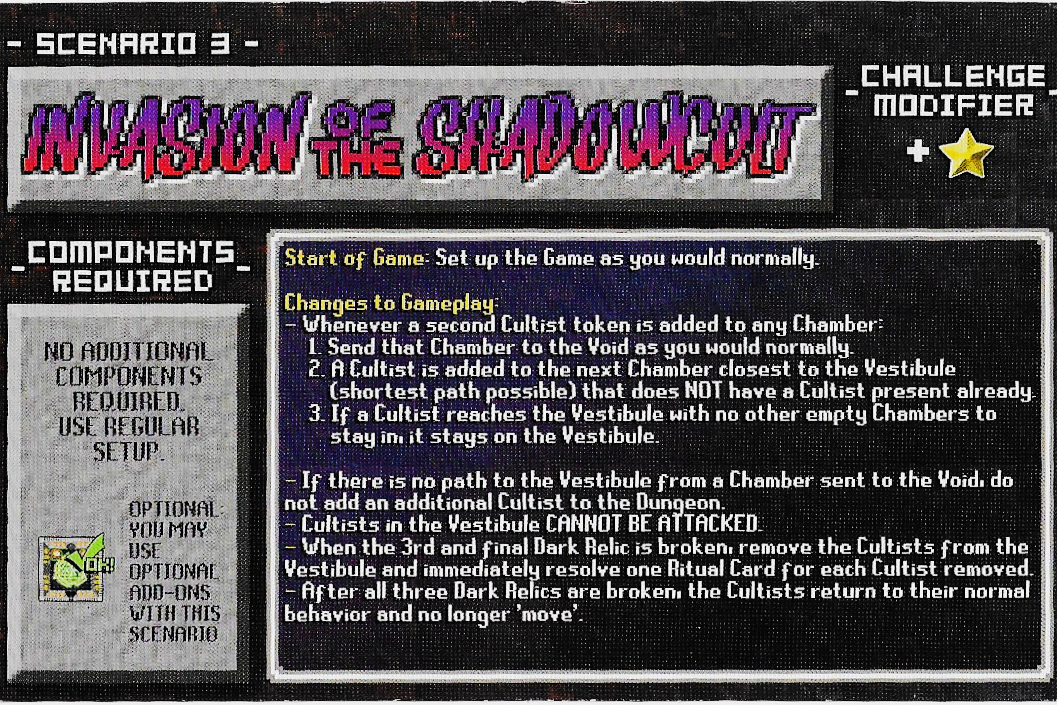 - SCENARIO 3 -
INVASION OF THE SHADOWCULT
- CHALLENGE MODIFIER -
+
- COMPONENTS REQUIRED -
NO ADDITIONAL
COMPONENTS
REQUIRED.
USE REGULAR
SETUP.
OK!
OPTIONAL:
YOU MAY
USE
OPTIONAL
ADD-ONS
WITH THIS
SCENARIO
Start of Game: Set up the Game as you would normally.
Changes to Gameplay:
- Whenever a second Cultist token is added to any Chamber:
1. Send that Chamber to the Void as you would normally.
2. A Cultist is added to the next Chamber closest to the Vestibule
(shortest path possible) that does NOT have a Cultist present already.
3. If a Cultist reaches the Vestibule with no other empty Chambers to
stay in, it stays on the Vestibule.
- If there is no path to the Vestibule from a Chamber sent to the Void, do
not add an additional Cultist to the Dungeon.
- Cultists in the Vestibule CANNOT BE ATTACKED.
- When the 3rd and final Dark Relic is broken, remove the Cultists from the
Vestibule and immediately resolve one Ritual Card for each Cultist removed.
- After all three Dark Relics are broken, the Cultists return to their normal
behavior and no longer 'move'.